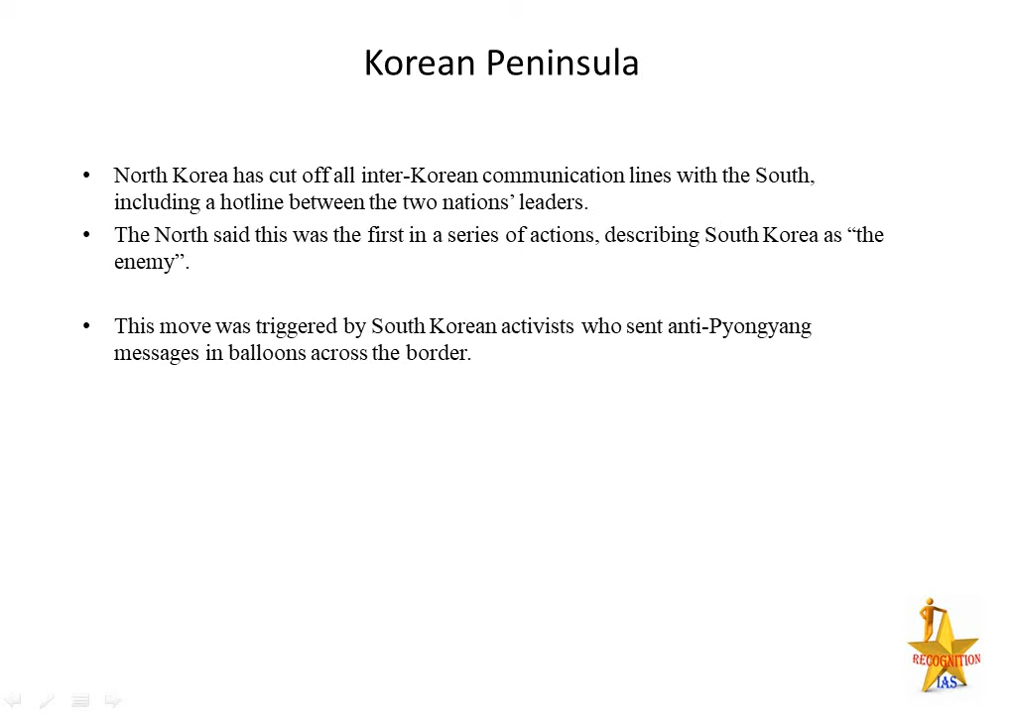 Korean Peninsula
• North Korea has cut off all inter-Korean communication lines with the South,
including a hotline between the two nations’ leaders.
• The North said this was the first in a series of actions, describing South Korea as “the
enemy”.
• This move was triggered by South Korean activists who sent anti-Pyongyang
messages in balloons across the border.
RECOGNITION
IAS